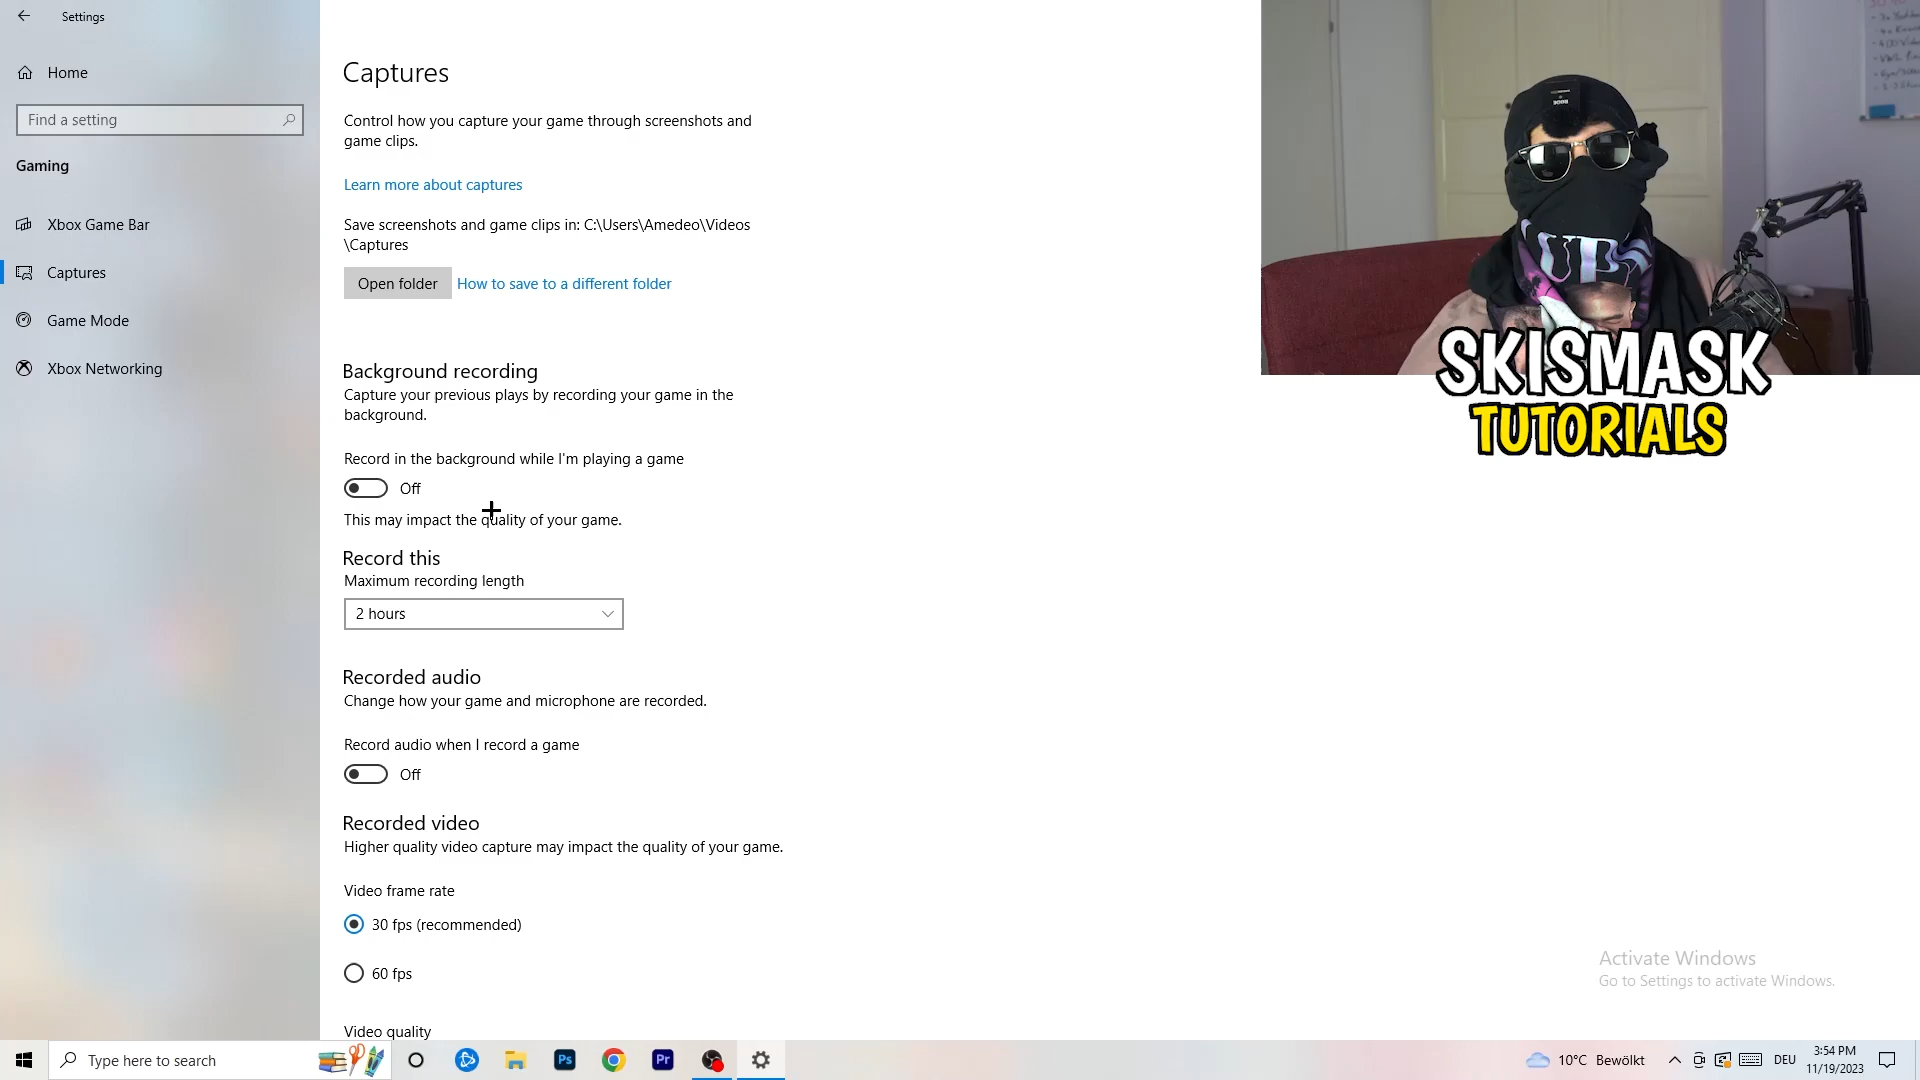 Settings
Home
Find a setting
Gaming
Xbox Game Bar
Captures
Game Mode
Xbox Networking
Captures
Control how you capture your game through screenshots and
game clips.
Learn more about captures
Save screenshots and game clips in: C:\Users\Amedeo\Videos
\Captures
Open folder
How to save to a different folder
Background recording
Capture your previous plays by recording your game in the
background.
Record in the background while I'm playing a game
Off
This may impact the quality of your game.
Record this
Maximum recording length
2 hours
Recorded audio
Change how your game and microphone are recorded.
Record audio when I record a game
Off
Recorded video
Higher quality video capture may impact the quality of your game.
Video frame rate
30 fps (recommended)
60 fps
Video quality
SKISMASK
TUTORIALS
Activate Windows
Go to Settings to activate Windows.
Type here to search
Ps
Pr
10°C Bewölkt
DEU
3:54 PM
11/19/2023